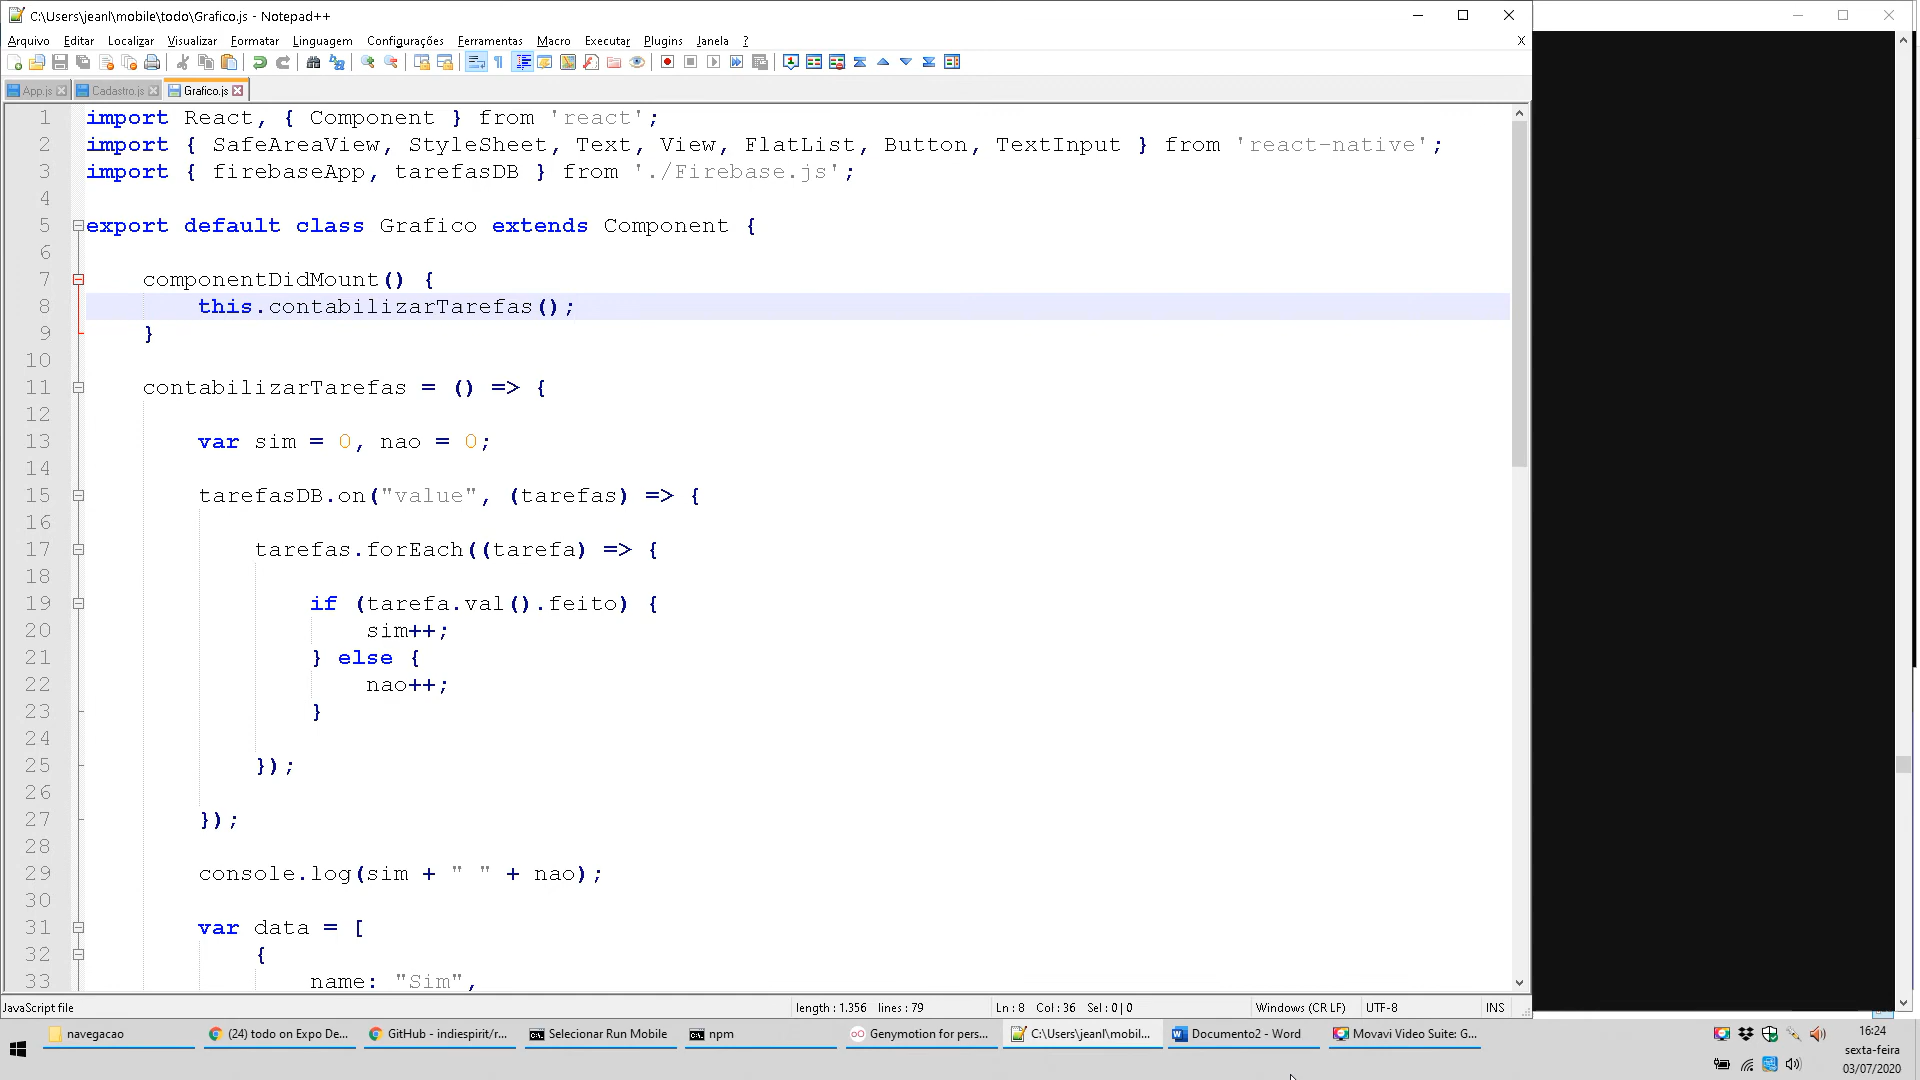 C:\Users\jeanl\mobile\todo\Grafico.js - Notepad++
Arquivo Editar Localizar Visualizar Formatar Linguagem Configurações Ferramentas Macro Executar Plugins Janela ? X
App.js Cadastro.js Grafico.js
1 import React, { Component } from 'react';
2 import { SafeAreaView, StyleSheet, Text, View, FlatList, Button, TextInput } from 'react-native';
3 import { firebaseApp, tarefasDB } from './Firebase.js';
4
5 export default class Grafico extends Component {
6
7 componentDidMount() {
8 this.contabilizarTarefas();
9 }
10
11 contabilizarTarefas = () => {
12
13 var sim = 0, nao = 0;
14
15 tarefasDB.on("value", (tarefas) => {
16
17 tarefas.forEach((tarefa) => {
18
19 if (tarefa.val().feito) {
20 sim++;
21 } else {
22 nao++;
23 }
24
25 });
26
27 });
28
29 console.log(sim + " " + nao);
30
31 var data = [
32 {
33 name: "Sim",
JavaScript file length : 1.356 lines : 79 Ln : 8 Col : 36 Sel : 0 | 0 Windows (CR LF) UTF-8 INS
navegacao (24) todo on Expo De... GitHub - indiespirit/r... Selecionar Run Mobile npm Genymotion for pers... C:\Users\jeanl\mobil... Documento2 - Word Movavi Video Suite: G...
16:24
sexta-feira
03/07/2020